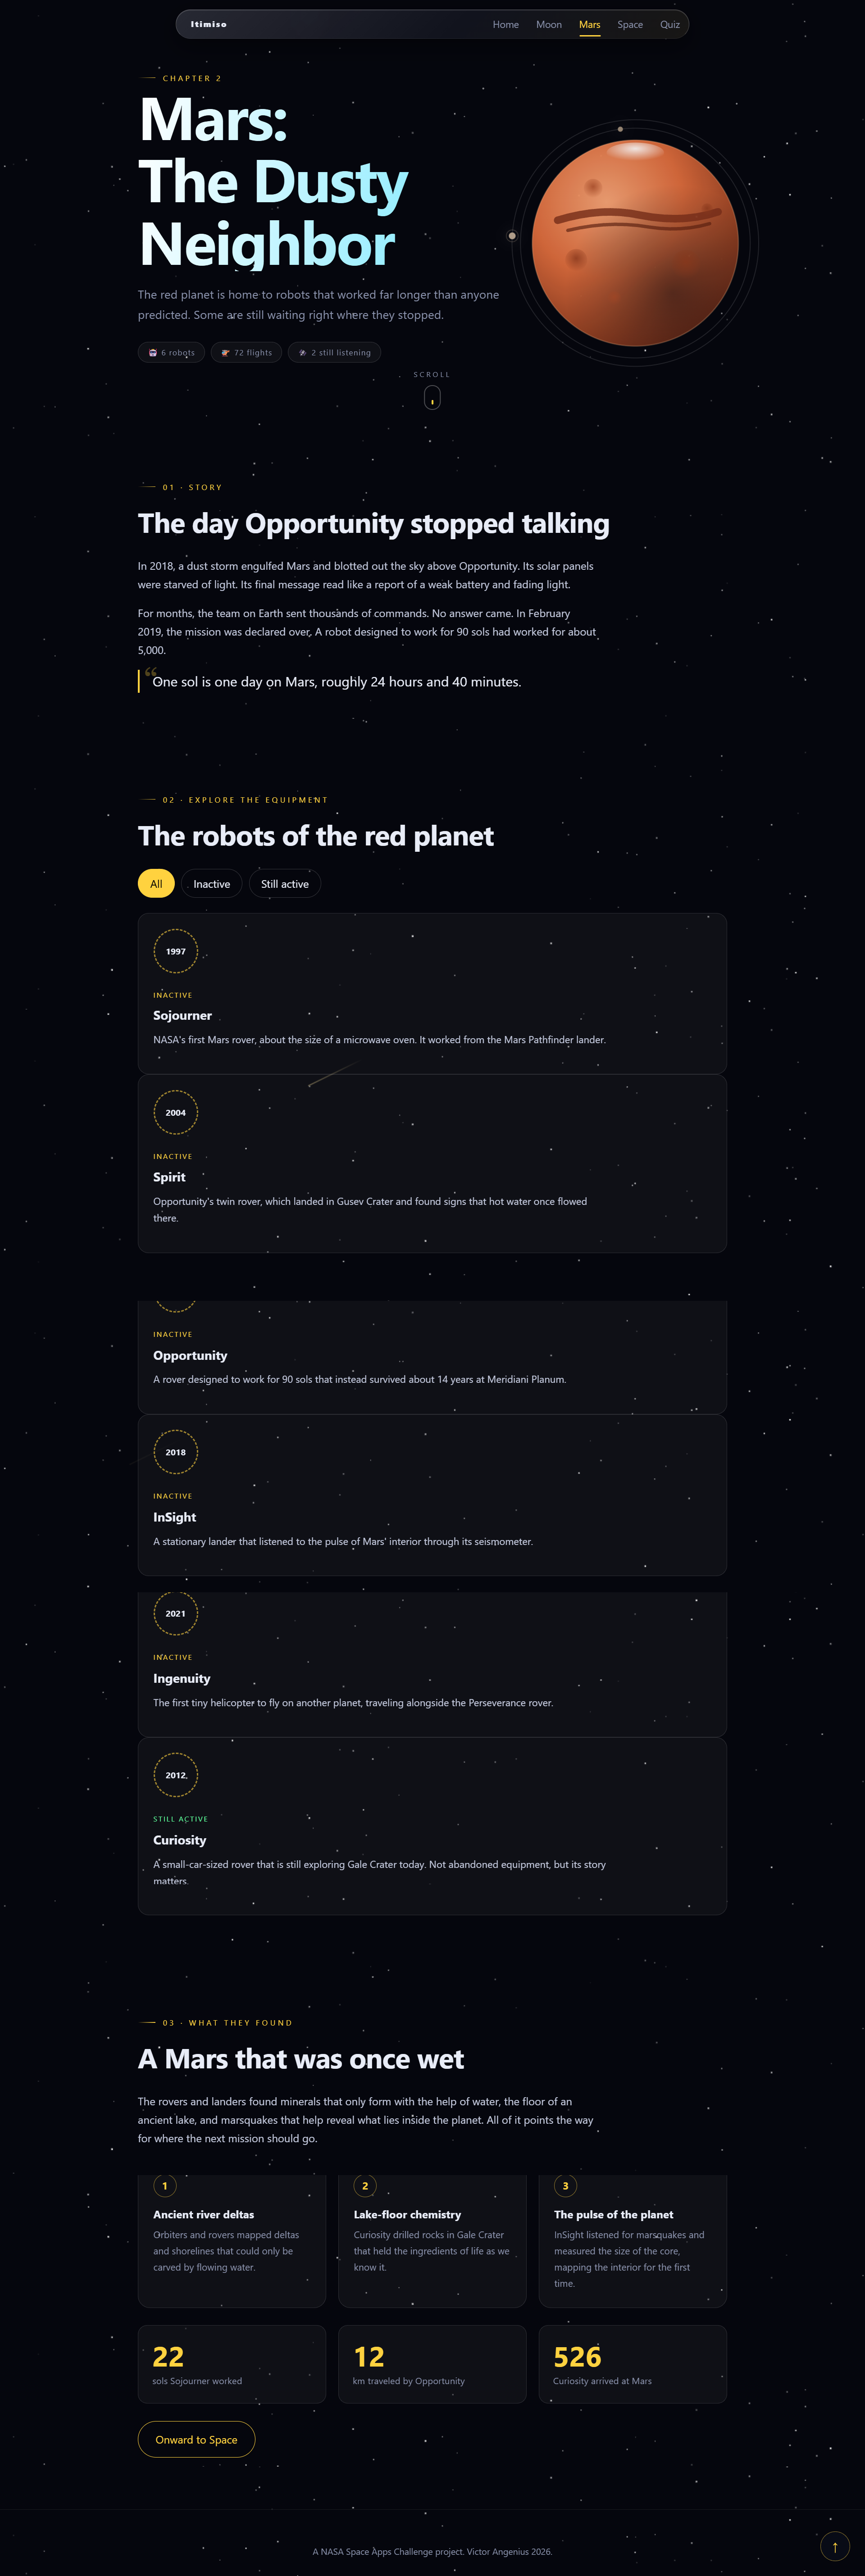 Itimiso
Home
Moon
Mars
Space
Quiz
CHAPTER 2
Mars:
The Dusty
Neighbor
The red planet is home to robots that worked far longer than anyone
predicted. Some are still waiting right where they stopped.
6 robots
72 flights
2 still listening
SCROLL
01 · STORY
The day Opportunity stopped talking
In 2018, a dust storm engulfed Mars and blotted out the sky above Opportunity. Its solar panels
were starved of light. Its final message read like a report of a weak battery and fading light.
For months, the team on Earth sent thousands of commands. No answer came. In February
2019, the mission was declared over. A robot designed to work for 90 sols had worked for about
5,000.
“
One sol is one day on Mars, roughly 24 hours and 40 minutes.
02 · EXPLORE THE EQUIPMENT
The robots of the red planet
All
Inactive
Still active
1997
INACTIVE
Sojourner
NASA's first Mars rover, about the size of a microwave oven. It worked from the Mars Pathfinder lander.
2004
INACTIVE
Spirit
Opportunity's twin rover, which landed in Gusev Crater and found signs that hot water once flowed
there.
INACTIVE
Opportunity
A rover designed to work for 90 sols that instead survived about 14 years at Meridiani Planum.
2018
INACTIVE
InSight
A stationary lander that listened to the pulse of Mars' interior through its seismometer.
2021
INACTIVE
Ingenuity
The first tiny helicopter to fly on another planet, traveling alongside the Perseverance rover.
2012
STILL ACTIVE
Curiosity
A small-car-sized rover that is still exploring Gale Crater today. Not abandoned equipment, but its story
matters.
03 · WHAT THEY FOUND
A Mars that was once wet
The rovers and landers found minerals that only form with the help of water, the floor of an
ancient lake, and marsquakes that help reveal what lies inside the planet. All of it points the way
for where the next mission should go.
1
Ancient river deltas
Orbiters and rovers mapped deltas
and shorelines that could only be
carved by flowing water.
2
Lake-floor chemistry
Curiosity drilled rocks in Gale Crater
that held the ingredients of life as we
know it.
3
The pulse of the planet
InSight listened for marsquakes and
measured the size of the core,
mapping the interior for the first
time.
22
sols Sojourner worked
12
km traveled by Opportunity
526
Curiosity arrived at Mars
Onward to Space
↑
A NASA Space Apps Challenge project. Victor Angenius 2026.